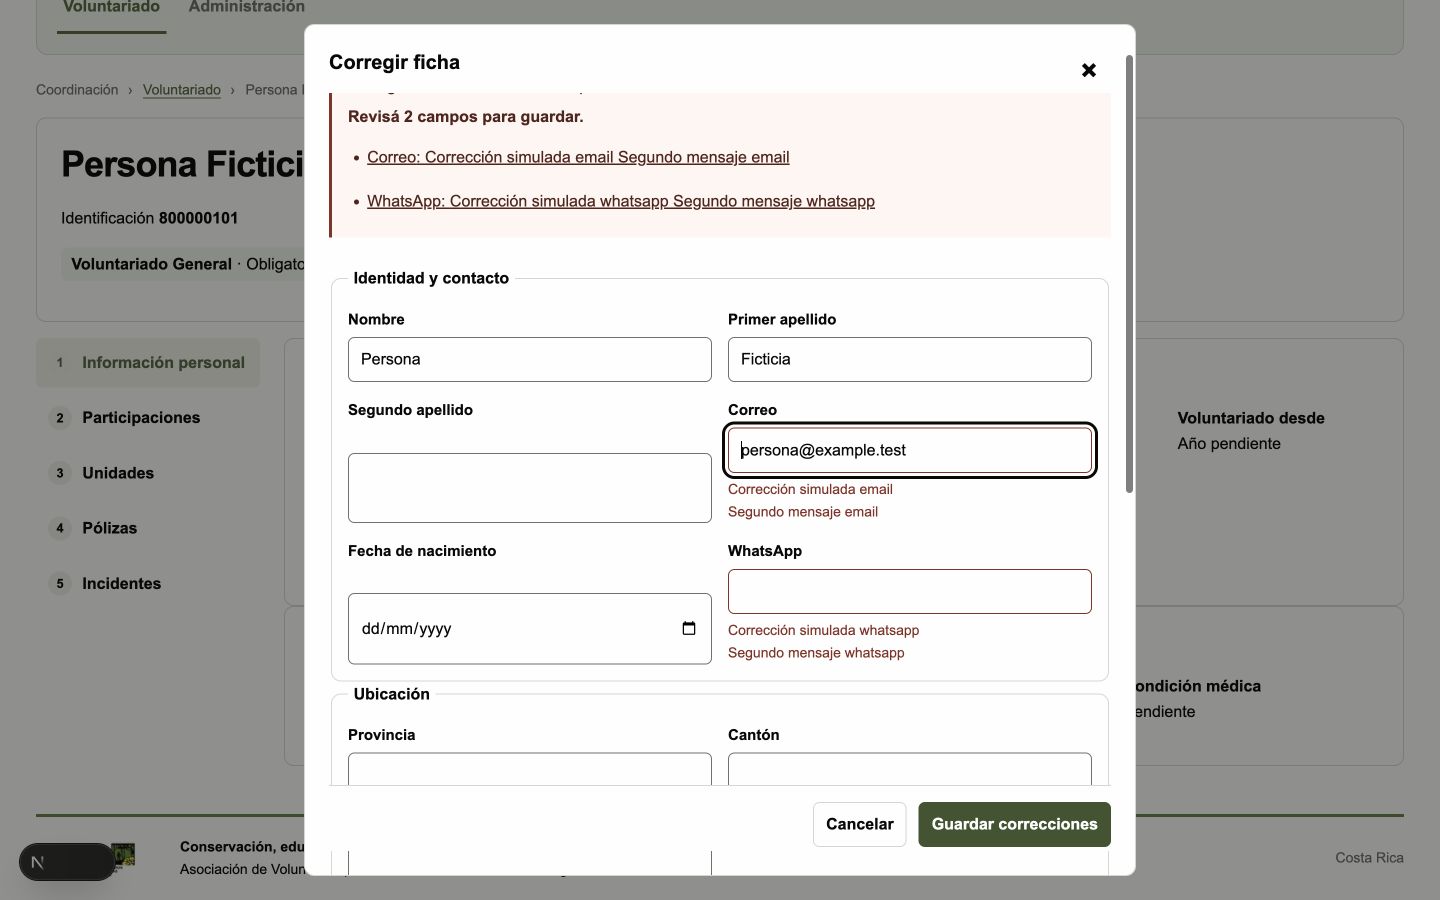 Voluntariado Administración
Coordinación › Voluntariado › Persona
Persona Ficti
Identificación 800000101
Voluntariado General · Obligato
1 Información personal
2 Participaciones
3 Unidades
4 Pólizas
5 Incidentes
Corregir ficha
Revisá 2 campos para guardar.
• Correo: Corrección simulada email Segundo mensaje email
• WhatsApp: Corrección simulada whatsapp Segundo mensaje whatsapp
Identidad y contacto
Nombre
Persona
Primer apellido
Ficticia
Segundo apellido
Correo
persona@example.test
Corrección simulada email
Segundo mensaje email
Fecha de nacimiento
dd/mm/yyyy
WhatsApp
Corrección simulada whatsapp
Segundo mensaje whatsapp
Ubicación
Provincia
Cantón
Cancelar
Guardar correcciones
Voluntariado desde
Año pendiente
ondición médica
endiente
N
Conservación, edu
Asociación de Volun
Costa Rica